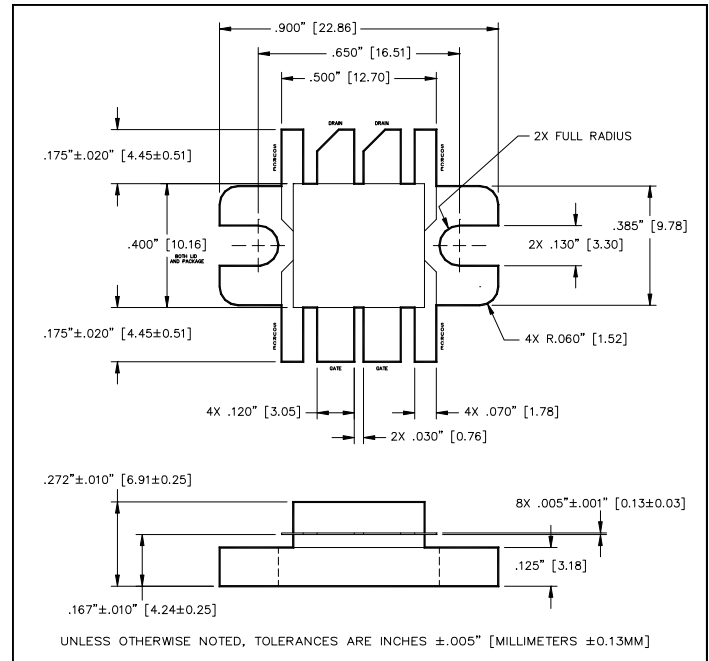 .900” [22.86]
.650” [16.51]
.500” [12.70]
DRAIN DRAIN
2X FULL RADIUS
.175”±.020” [4.45±0.51]
SOURCE
SOURCE
.385” [9.78]
.400” [10.16]
BOTH LID
AND PACKAGE
2X .130” [3.30]
.175”±.020” [4.45±0.51]
SOURCE
SOURCE
4X R.060” [1.52]
GATE GATE
4X .120” [3.05]
4X .070” [1.78]
2X .030” [0.76]
.272”±.010” [6.91±0.25]
8X .005”±.001” [0.13±0.03]
.125” [3.18]
.167”±.010” [4.24±0.25]
UNLESS OTHERWISE NOTED, TOLERANCES ARE INCHES ±.005” [MILLIMETERS ±0.13MM]